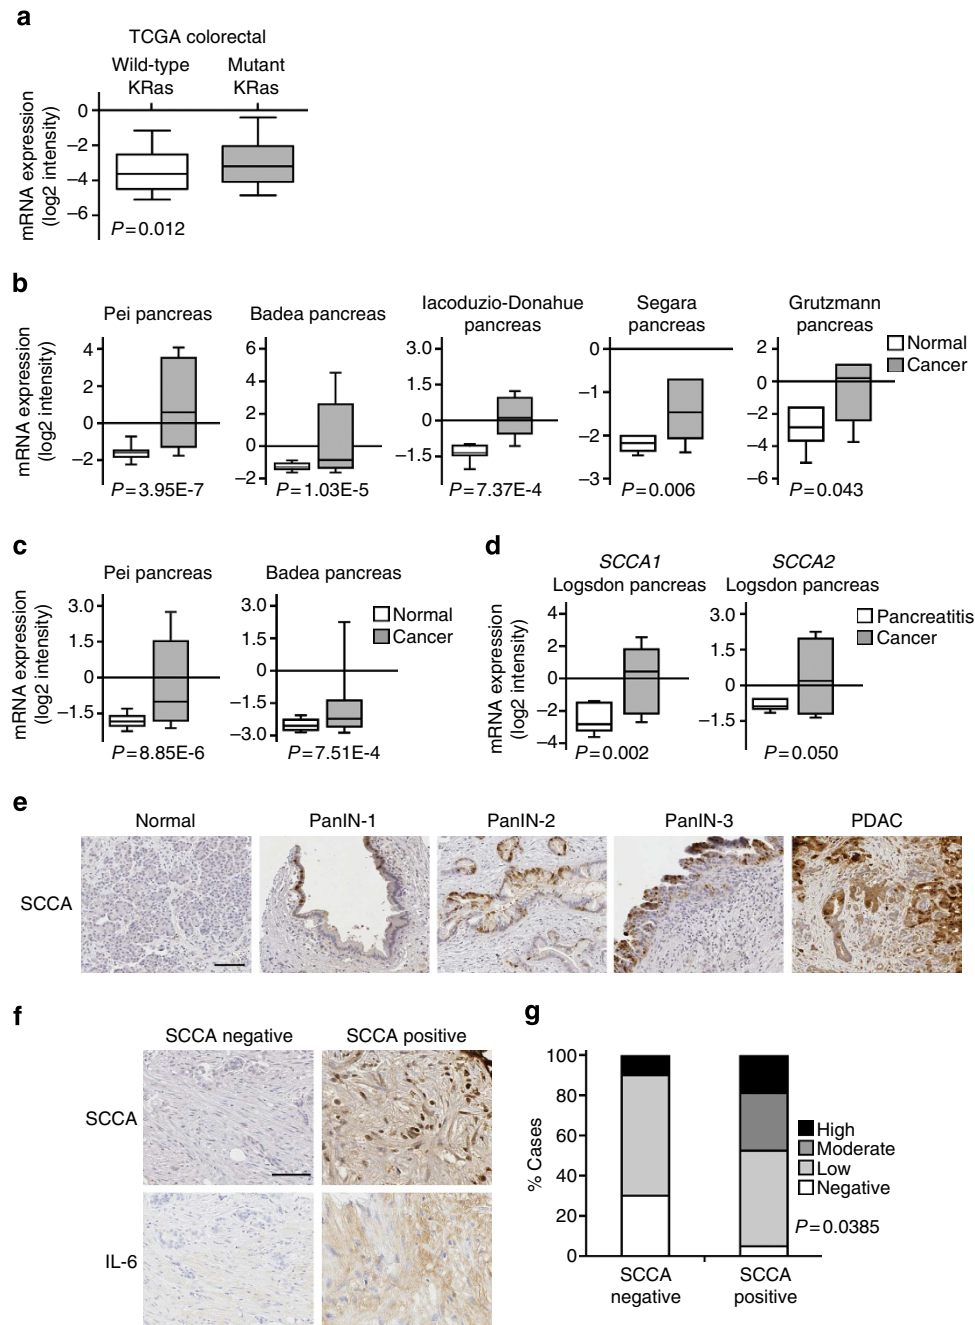 a
TCGA colorectal
Wild-type KRas
Mutant KRas
mRNA expression (log2 intensity)
0
–2
–4
–6
P=0.012
b
Pei pancreas
Badea pancreas
Iacoduzio-Donahue pancreas
Segara pancreas
Grutzmann pancreas
Normal
Cancer
mRNA expression (log2 intensity)
4
2
0
–2
P=3.95E-7
6
4
2
0
–2
P=1.03E-5
3.0
1.5
0
–1.5
P=7.37E-4
0
–1
–2
–3
P=0.006
2
0
–2
–4
–6
P=0.043
c
Pei pancreas
Badea pancreas
Normal
Cancer
mRNA expression (log2 intensity)
3.0
1.5
0
–1.5
P=8.85E-6
3.0
0
–1.5
–3.0
P=7.51E-4
d
SCCA1
Logsdon pancreas
SCCA2
Logsdon pancreas
Pancreatitis
Cancer
mRNA expression (log2 intensity)
4
2
0
–2
–4
P=0.002
3.0
1.5
0
–1.5
P=0.050
e
Normal
PanIN-1
PanIN-2
PanIN-3
PDAC
SCCA
f
SCCA negative
SCCA positive
SCCA
IL-6
g
% Cases
100
80
60
40
20
0
High
Moderate
Low
Negative
P=0.0385
SCCA negative
SCCA positive